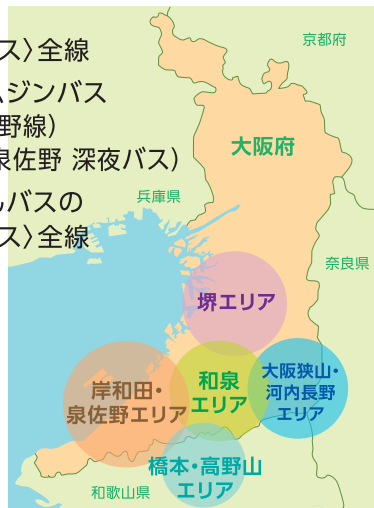 ス〉全線
ムジンバス
野線）
泉佐野 深夜バス）
バスの
ス〉全線
京都府
大阪府
兵庫県
奈良県
堺エリア
大阪狭山・
河内長野
エリア
和泉
エリア
岸和田・
泉佐野エリア
橋本・高野山
エリア
和歌山県